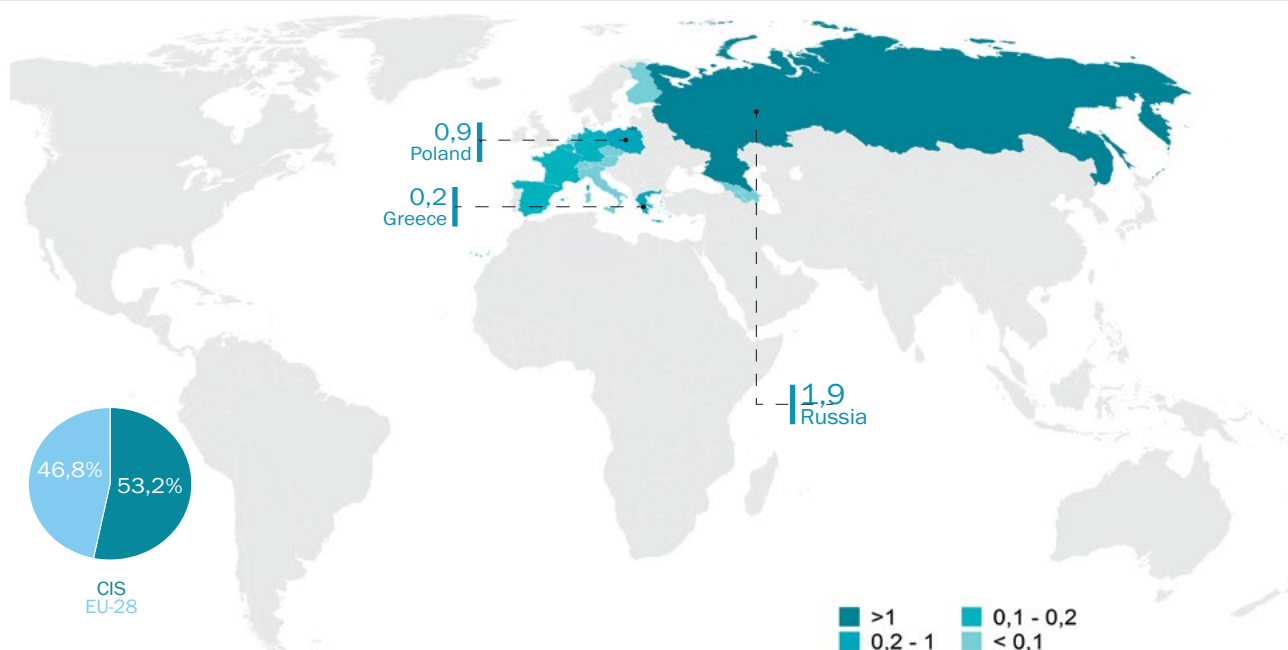 0,9
Poland
0,2
Greece
1,9
Russia
46,8%
53,2%
CIS
EU-28
>1
0,1 - 0,2
0,2 - 1
< 0,1